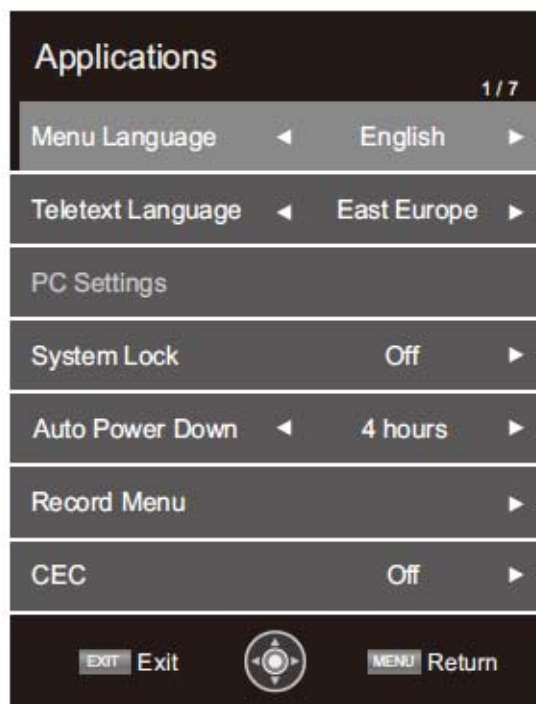 Applications
1 / 7
Menu Language English
Teletext Language East Europe
PC Settings
System Lock Off
Auto Power Down 4 hours
Record Menu
CEC Off
EXIT Exit MENU Return